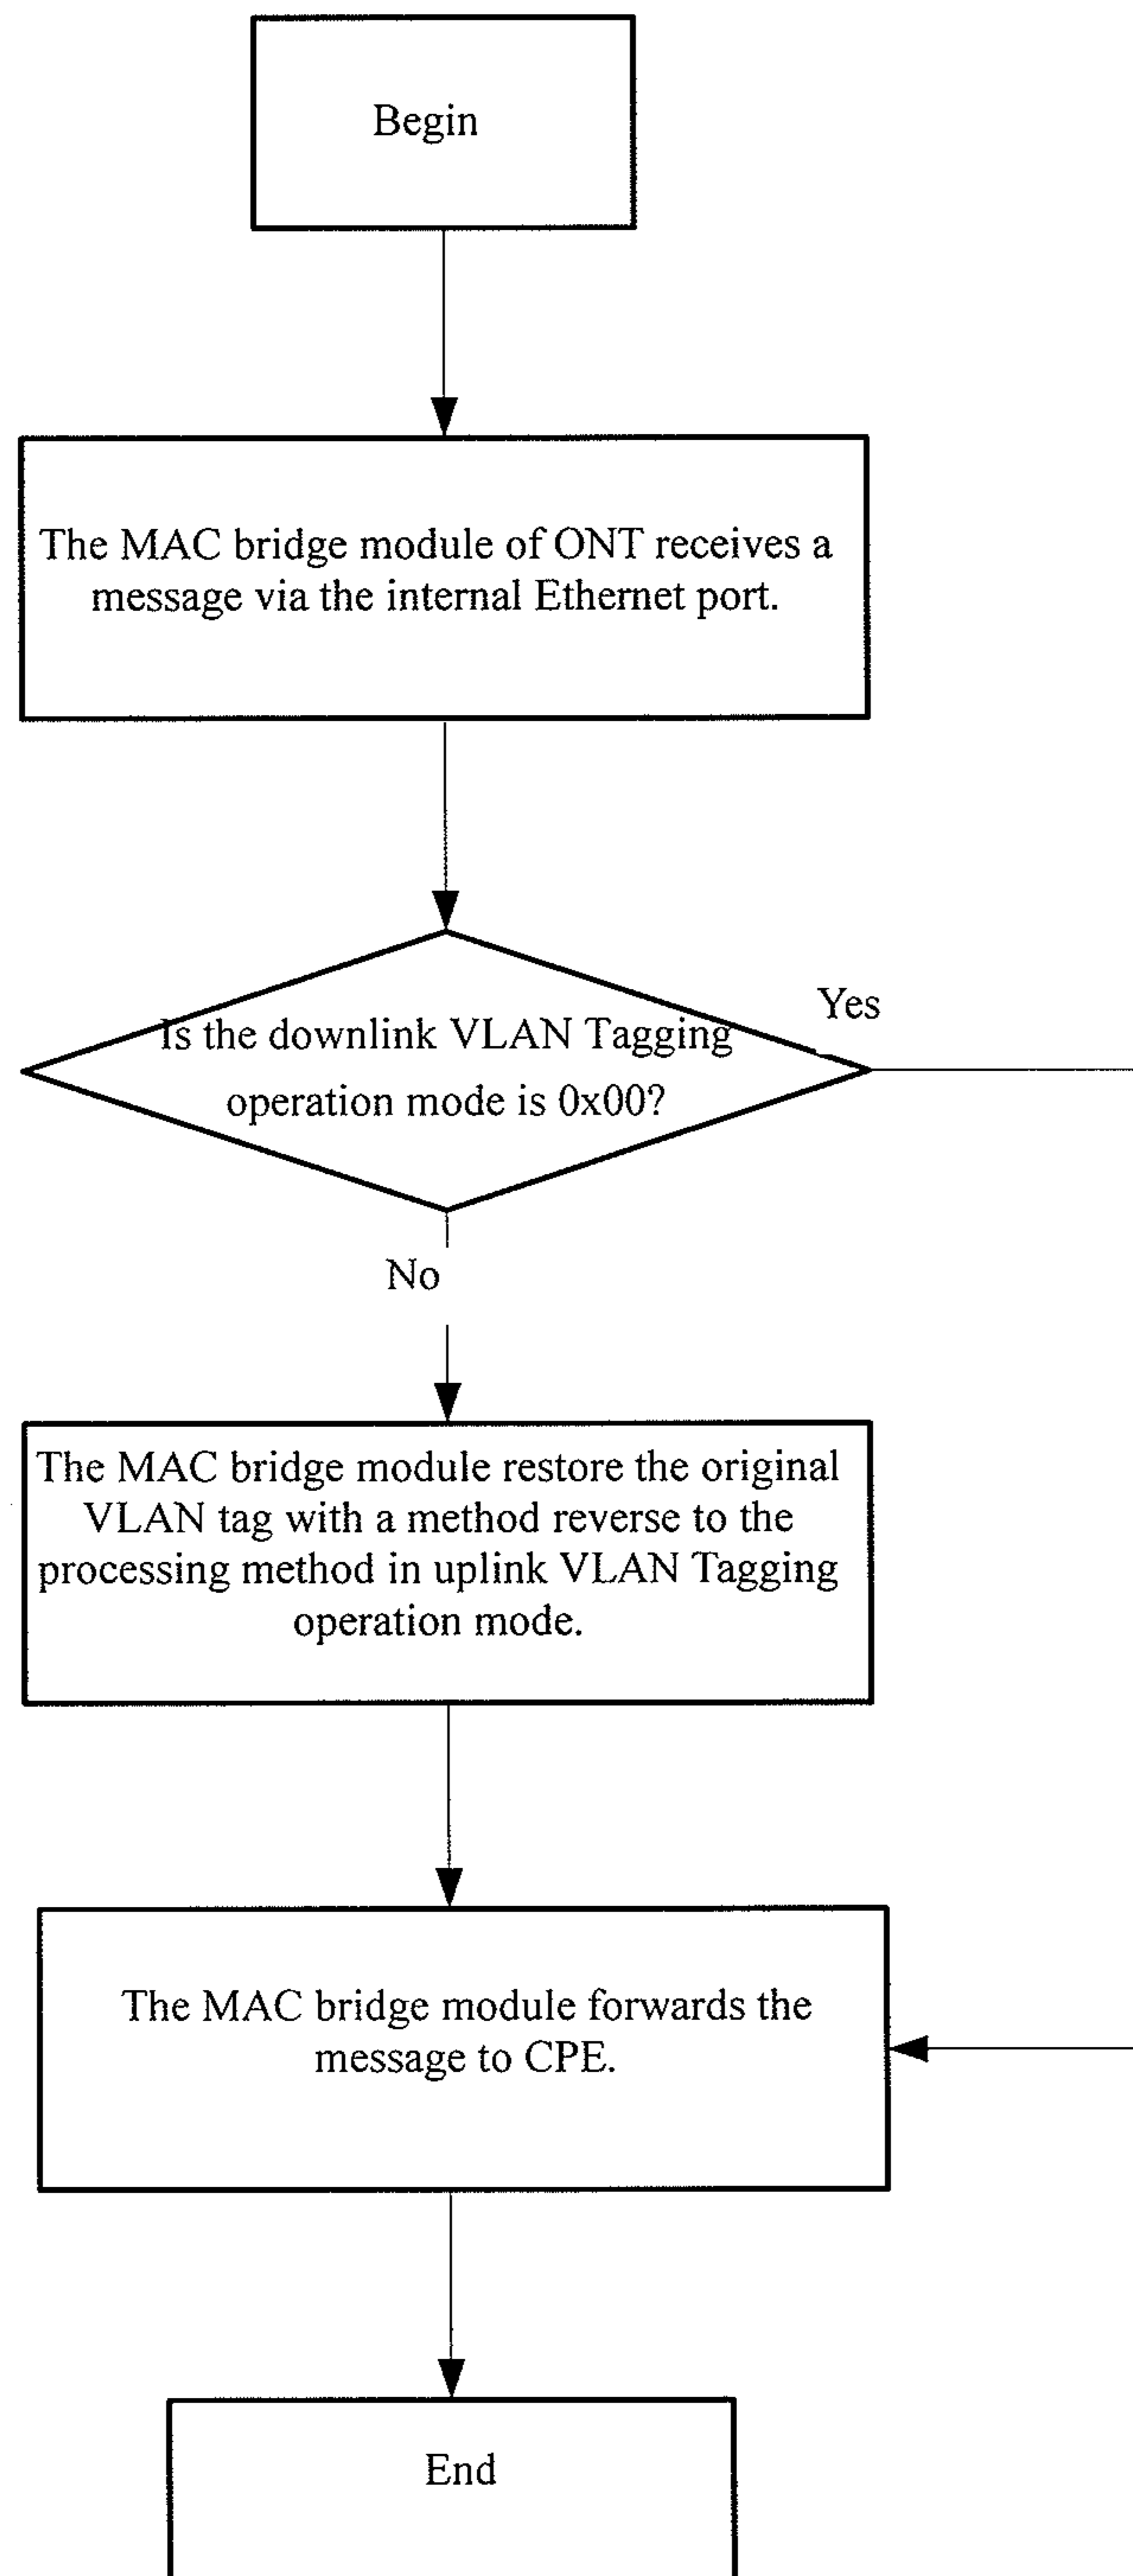 Begin
The MAC bridge module of ONT receives a
message via the internal Ethernet port.
Is the downlink VLAN Tagging
operation mode is 0x00?
Yes
No
The MAC bridge module restore the original
VLAN tag with a method reverse to the
processing method in uplink VLAN Tagging
operation mode.
The MAC bridge module forwards the
message to CPE.
End